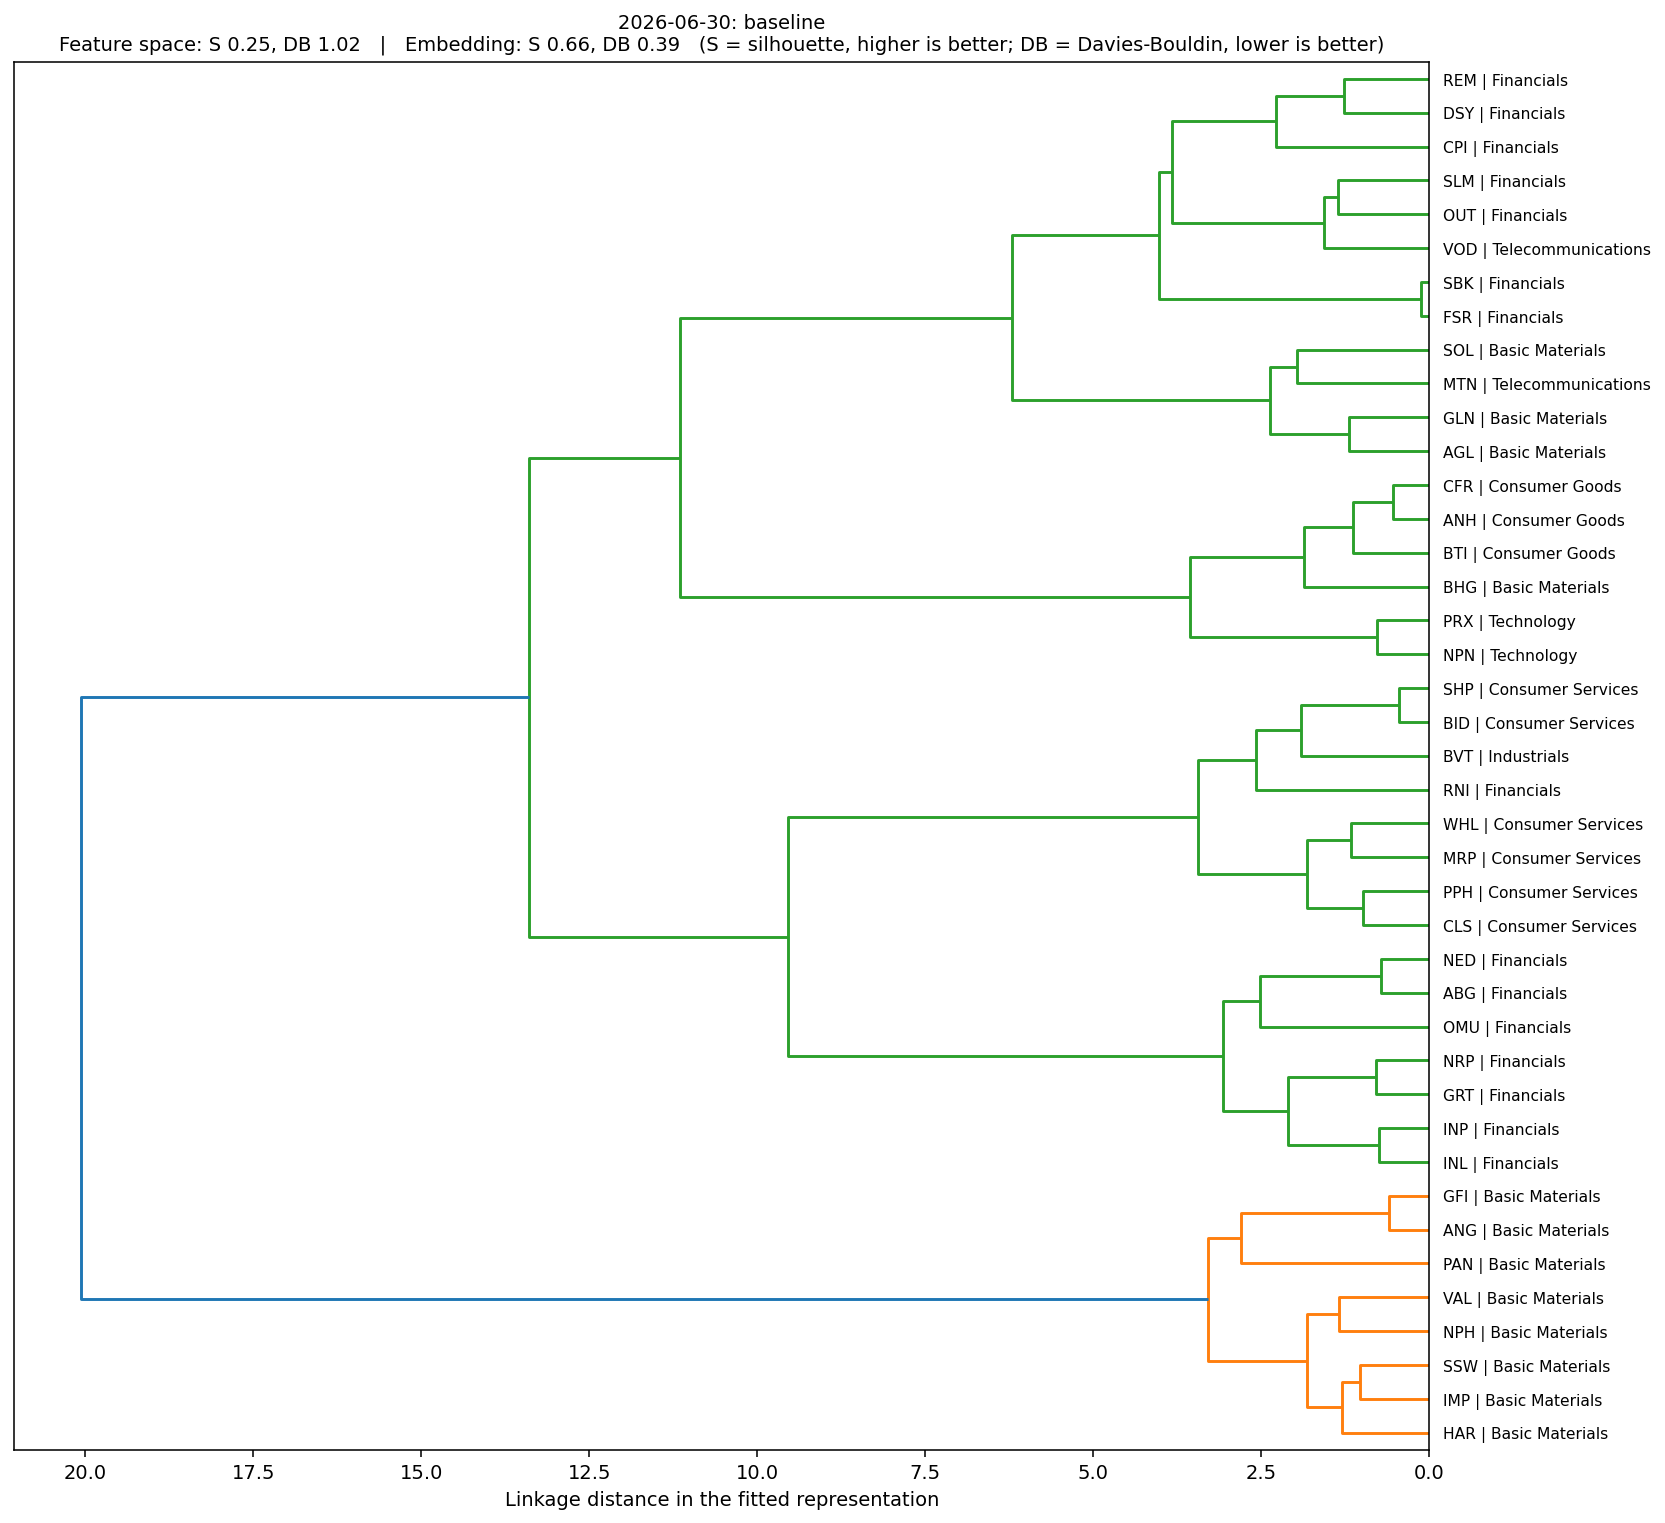 2026-06-30: baseline
Feature space: S 0.25, DB 1.02   |   Embedding: S 0.66, DB 0.39   (S = silhouette, higher is better; DB = Davies-Bouldin, lower is better)
REM | Financials
DSY | Financials
CPI | Financials
SLM | Financials
OUT | Financials
VOD | Telecommunications
SBK | Financials
FSR | Financials
SOL | Basic Materials
MTN | Telecommunications
GLN | Basic Materials
AGL | Basic Materials
CFR | Consumer Goods
ANH | Consumer Goods
BTI | Consumer Goods
BHG | Basic Materials
PRX | Technology
NPN | Technology
SHP | Consumer Services
BID | Consumer Services
BVT | Industrials
RNI | Financials
WHL | Consumer Services
MRP | Consumer Services
PPH | Consumer Services
CLS | Consumer Services
NED | Financials
ABG | Financials
OMU | Financials
NRP | Financials
GRT | Financials
INP | Financials
INL | Financials
GFI | Basic Materials
ANG | Basic Materials
PAN | Basic Materials
VAL | Basic Materials
NPH | Basic Materials
SSW | Basic Materials
IMP | Basic Materials
HAR | Basic Materials
20.0 17.5 15.0 12.5 10.0 7.5 5.0 2.5 0.0
Linkage distance in the fitted representation